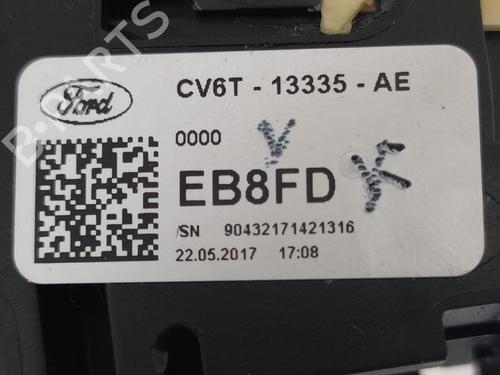 Ford
CV6T - 13335 - AE
0000
Y
EB8FD
K
/SN 90432171421316
22.05.2017 17:08
B-PARTS